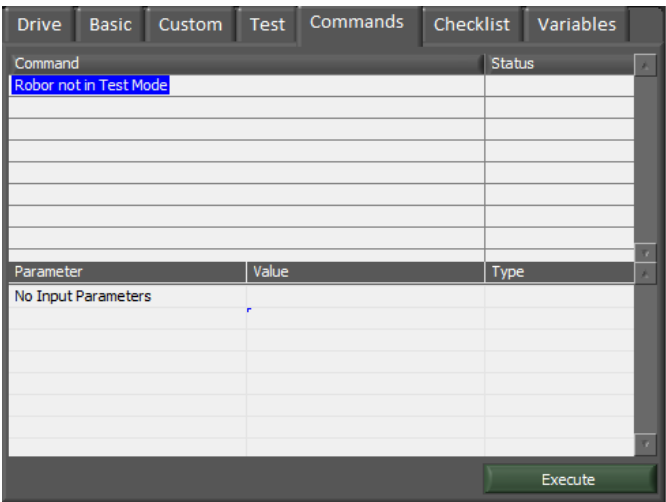 Drive Basic Custom Test Commands Checklist Variables
Command Status
Robor not in Test Mode
Parameter Value Type
No Input Parameters
Execute